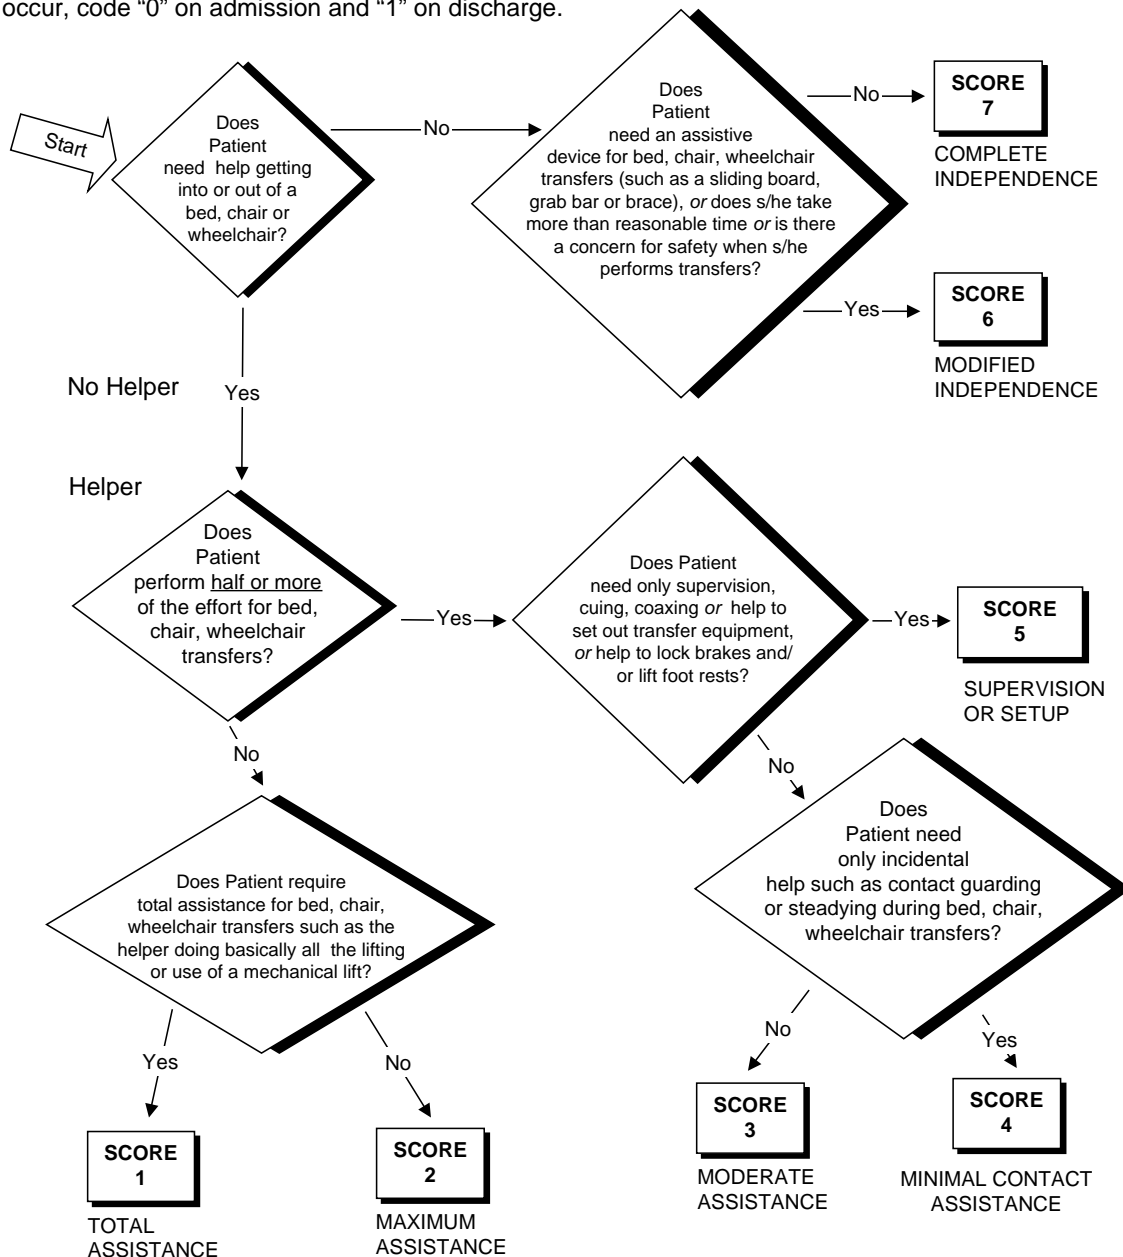 occur, code “0” on admission and “1” on discharge.
Start
Does
Patient
need  help getting
into or out of a
bed, chair or
wheelchair?
No
Does
Patient
need an assistive
device for bed, chair, wheelchair
transfers (such as a sliding board,
grab bar or brace), or does s/he take
more than reasonable time or is there
a concern for safety when s/he
performs transfers?
No
SCORE
7
COMPLETE
INDEPENDENCE
Yes
SCORE
6
MODIFIED
INDEPENDENCE
No Helper
Yes
Helper
Does
Patient
perform half or more
of the effort for bed,
chair, wheelchair
transfers?
Yes
Does Patient
need only supervision,
cuing, coaxing or  help to
set out transfer equipment,
or help to lock brakes and/
or lift foot rests?
Yes
SCORE
5
SUPERVISION
OR SETUP
No
No
Does Patient require
total assistance for bed, chair,
wheelchair transfers such as the
helper doing basically all  the lifting
or use of a mechanical lift?
Does
Patient need
only incidental
help such as contact guarding
or steadying during bed, chair,
wheelchair transfers?
Yes
No
No
Yes
SCORE
1
TOTAL
ASSISTANCE
SCORE
2
MAXIMUM
ASSISTANCE
SCORE
3
MODERATE
ASSISTANCE
SCORE
4
MINIMAL CONTACT
ASSISTANCE